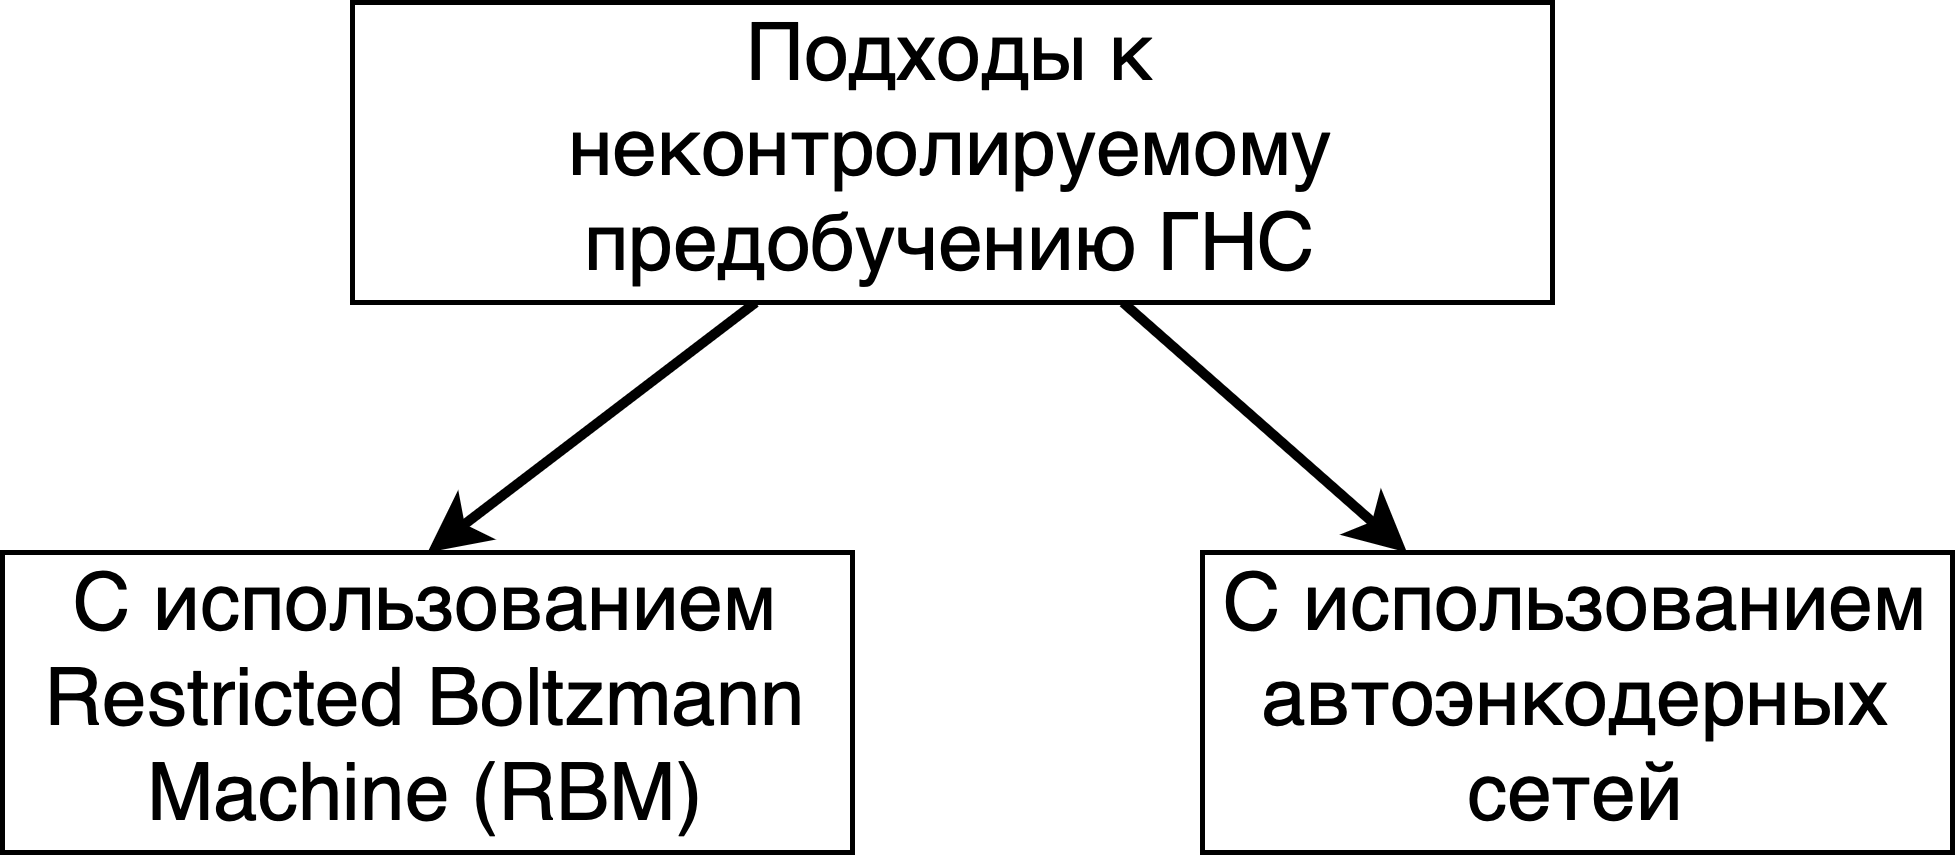 Подходы к
неконтролируемому
предобучению ГНС
С использованием
Restricted Boltzmann
Machine (RBM)
С использованием
автоэнкодерных
сетей